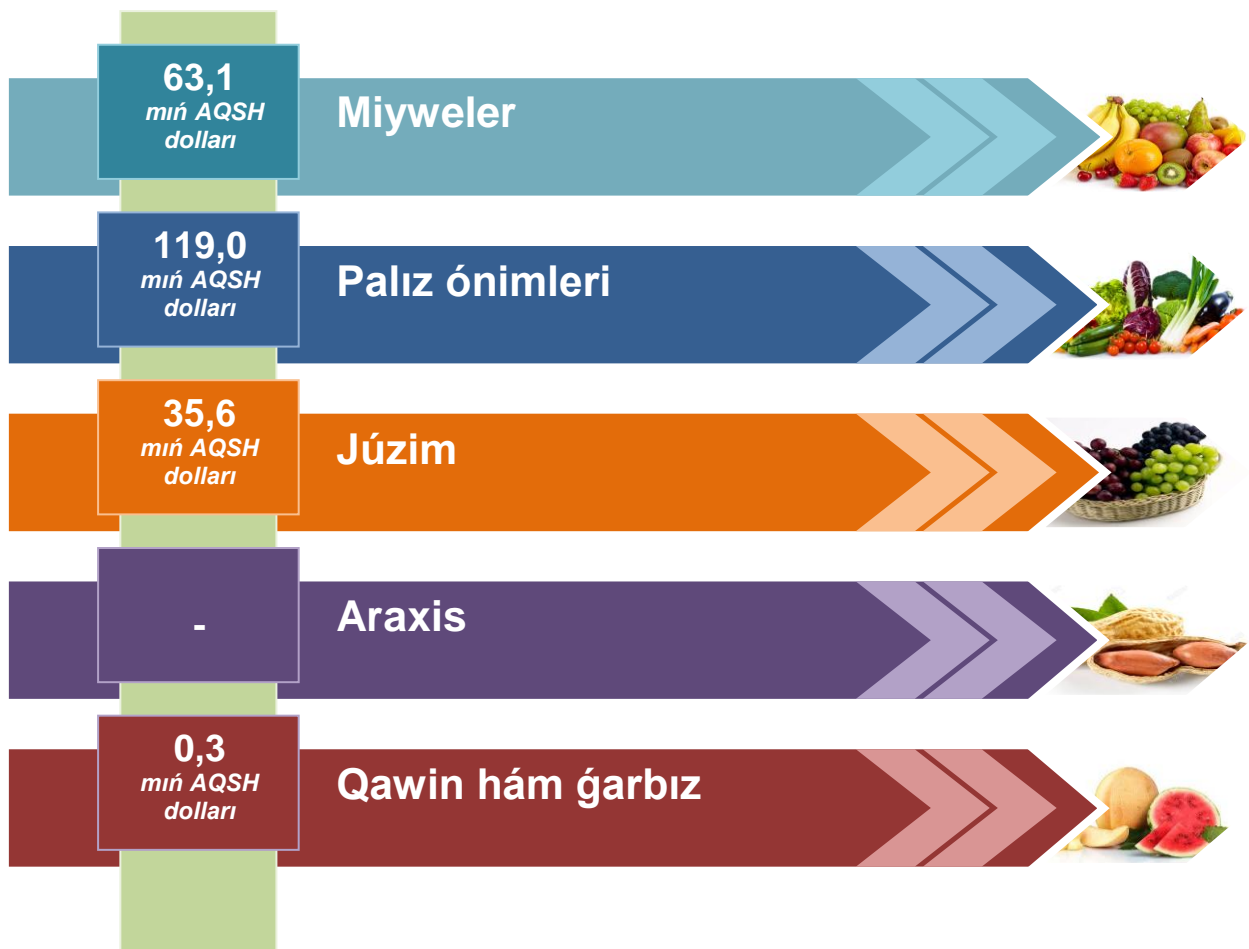 63,1
mıń AQSH
dolları
Miyweler
119,0
mıń AQSH
dolları
Palız ónimleri
35,6
mıń AQSH
dolları
Júzim
-
Araxis
0,3
mıń AQSH
dolları
Qawin hám ǵarbız